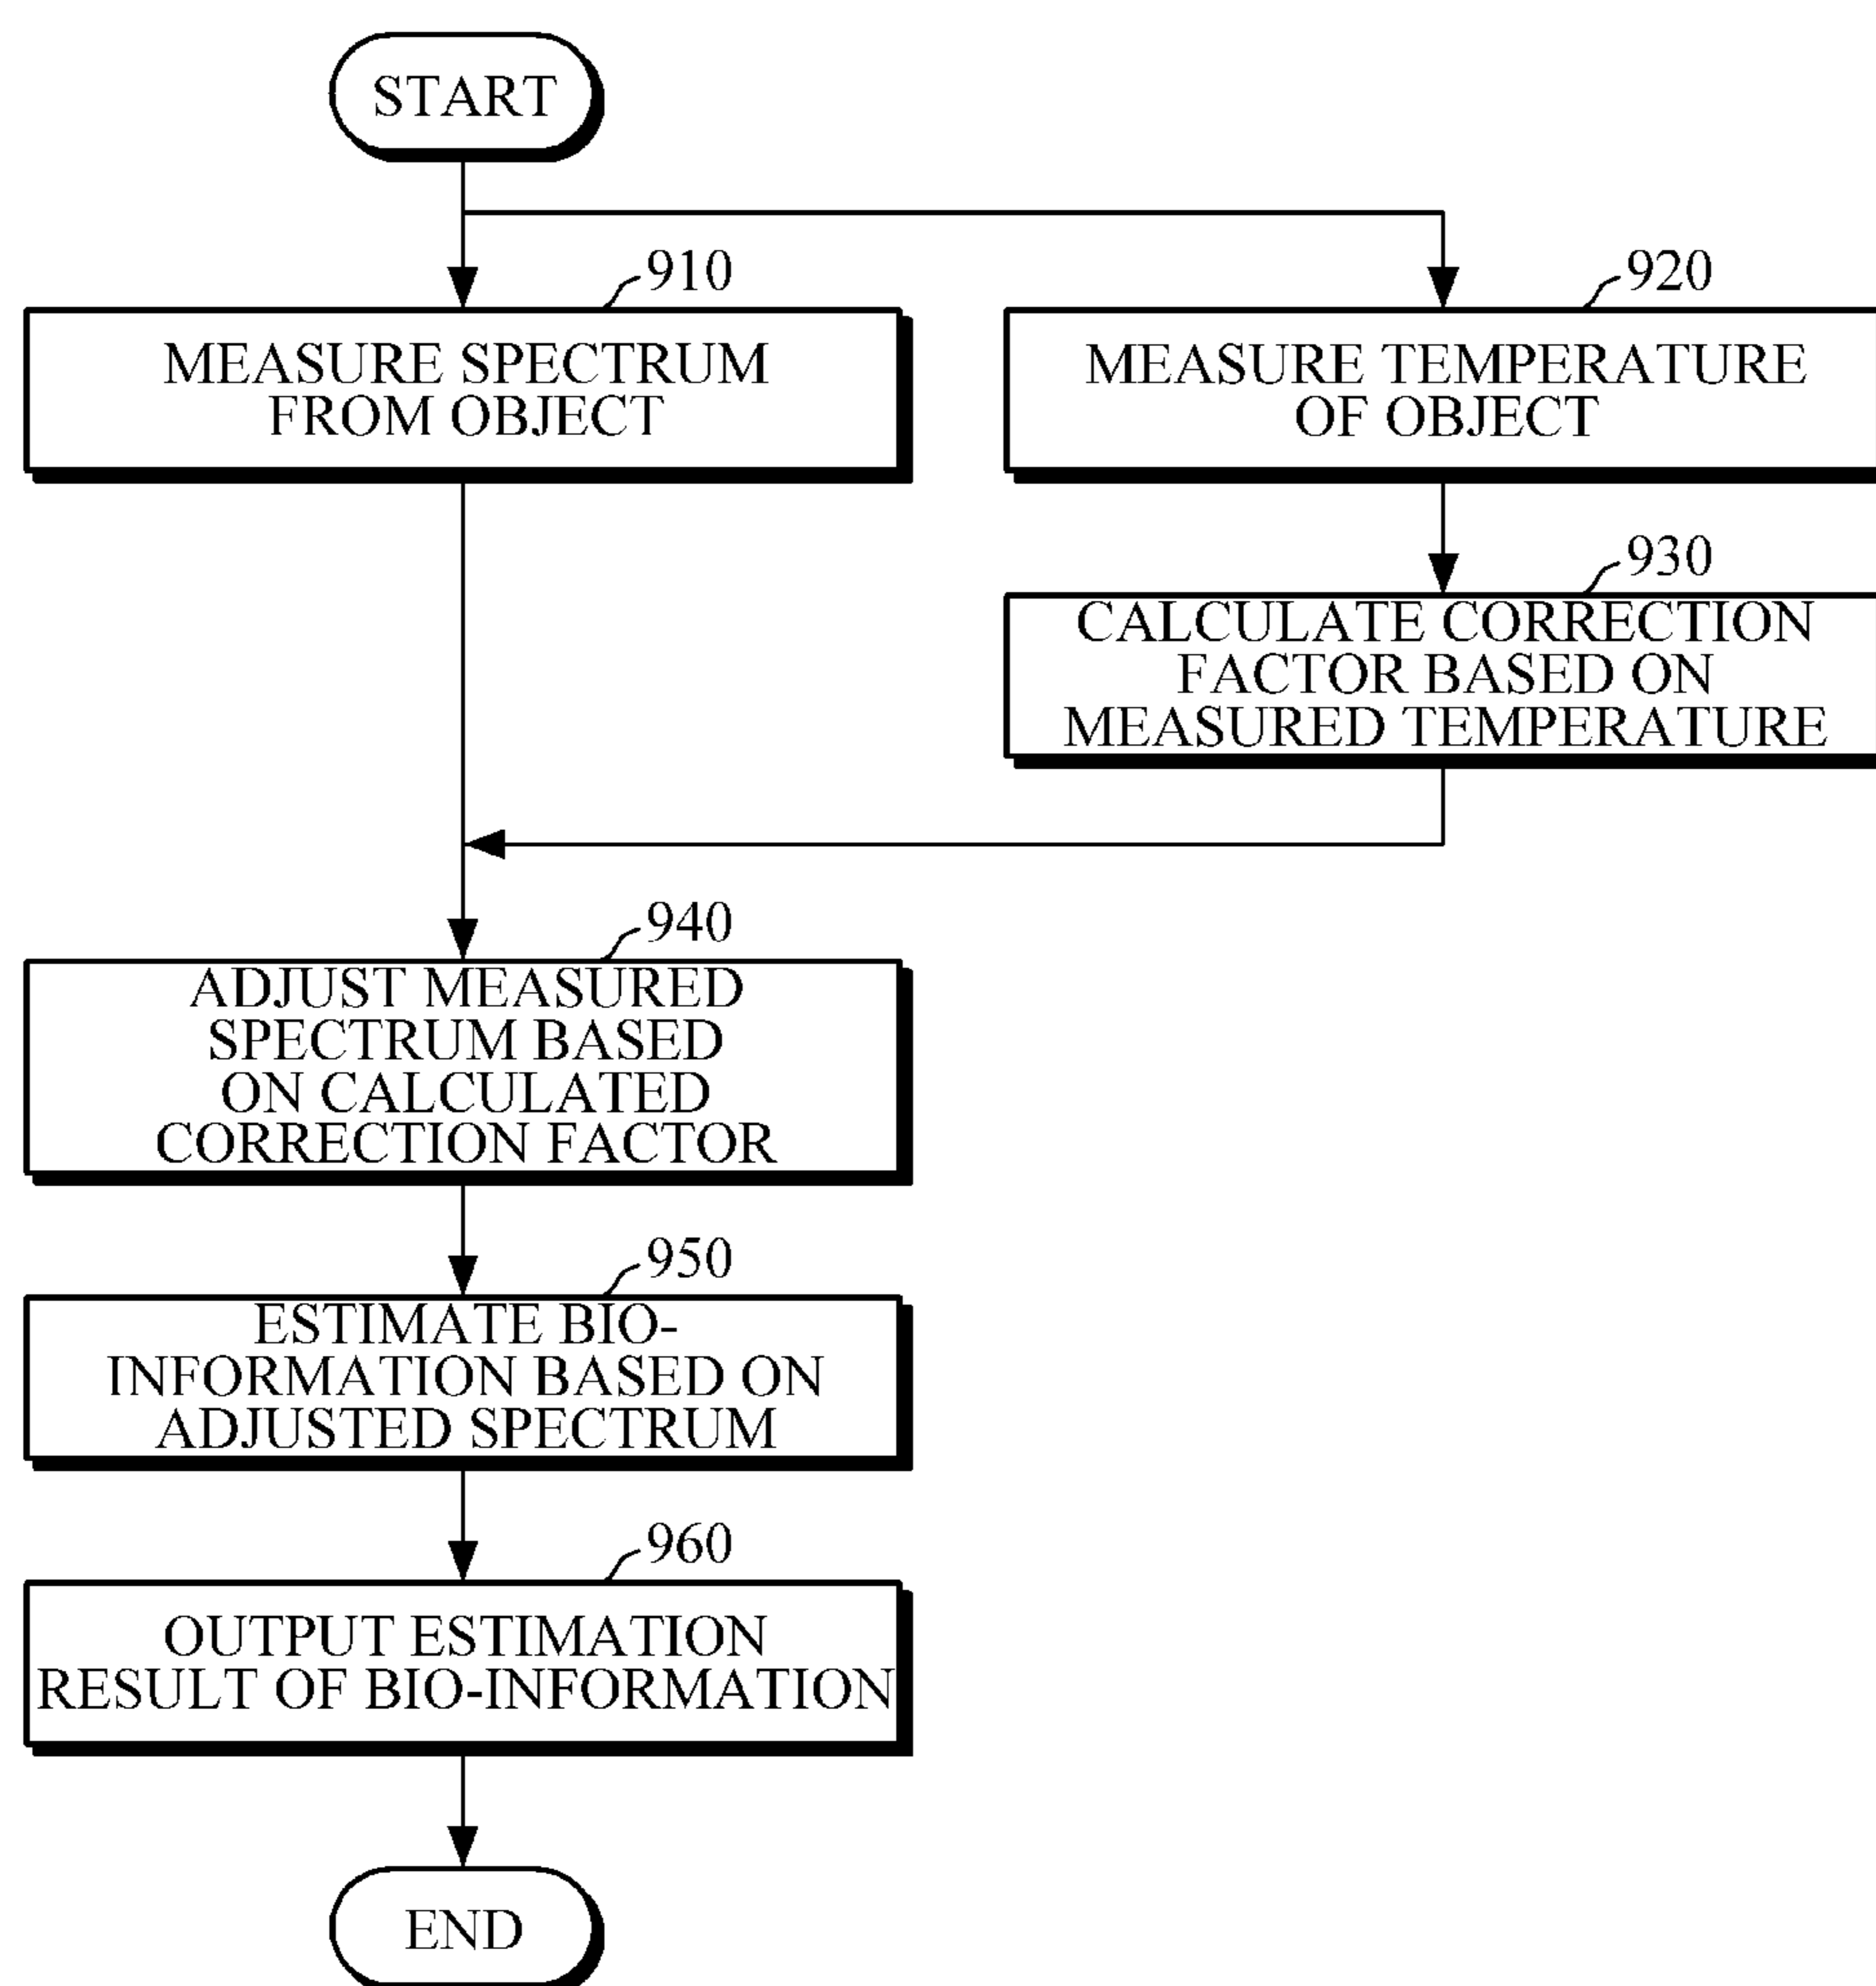 START
910
MEASURE SPECTRUM
FROM OBJECT
920
MEASURE TEMPERATURE
OF OBJECT
930
CALCULATE CORRECTION
FACTOR BASED ON
MEASURED TEMPERATURE
940
ADJUST MEASURED
SPECTRUM BASED
ON CALCULATED
CORRECTION FACTOR
950
ESTIMATE BIO-
INFORMATION BASED ON
ADJUSTED SPECTRUM
960
OUTPUT ESTIMATION
RESULT OF BIO-INFORMATION
END